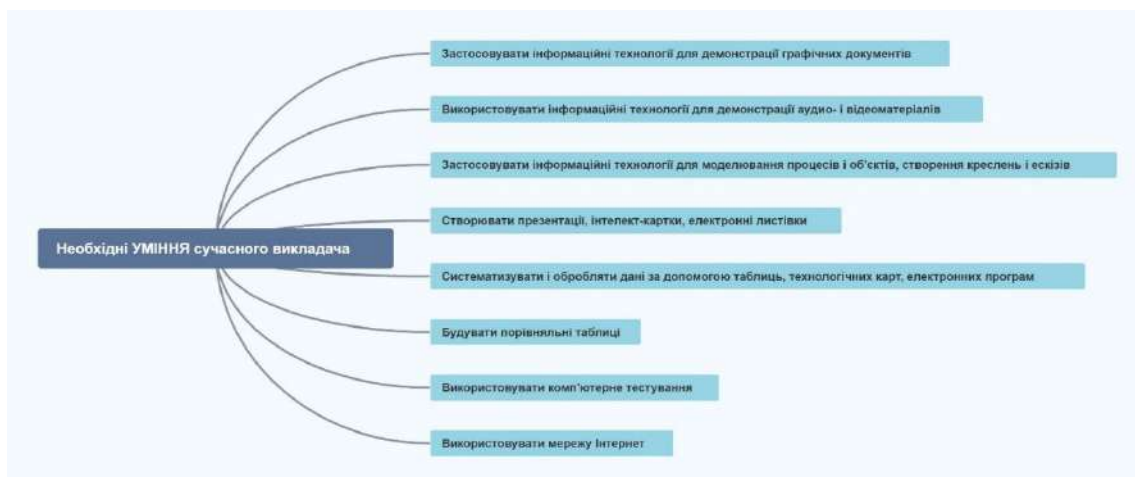 Застосовувати інформаційні технології для демонстрації графічних документів
Використовувати інформаційні технології для демонстрації аудио- і відеоматеріалів
Застосовувати інформаційні технології для моделювання процесів і об'єктів, створення креслень і ескізів
Створювати презентації, інтелект-картки, електронні листівки
Необхідні УМІННЯ сучасного викладача
Систематизувати і обробляти дані за допомогою таблиць, технологічних карт, електронних програм
Будувати порівняльні таблиці
Використовувати комп'ютерне тестування
Використовувати мережу Інтернет